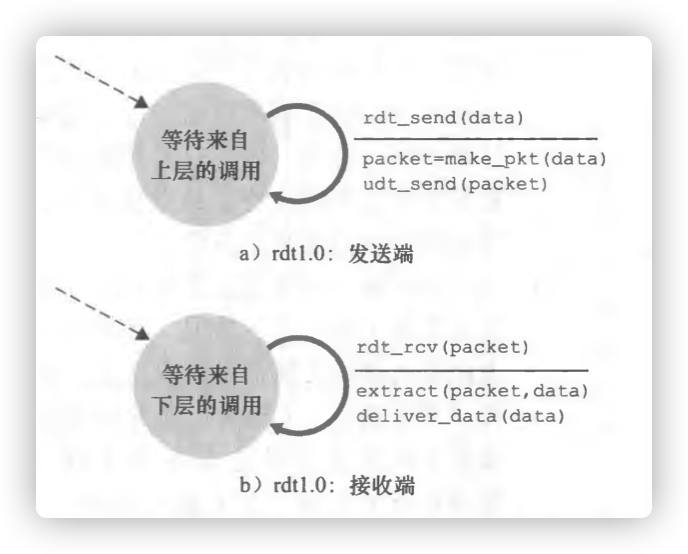 等待来自
上层的调用
rdt_send(data)
packet=make_pkt(data)
udt_send(packet)
a）rdt1.0：发送端
等待来自
下层的调用
rdt_rcv(packet)
extract(packet,data)
deliver_data(data)
b）rdt1.0：接收端